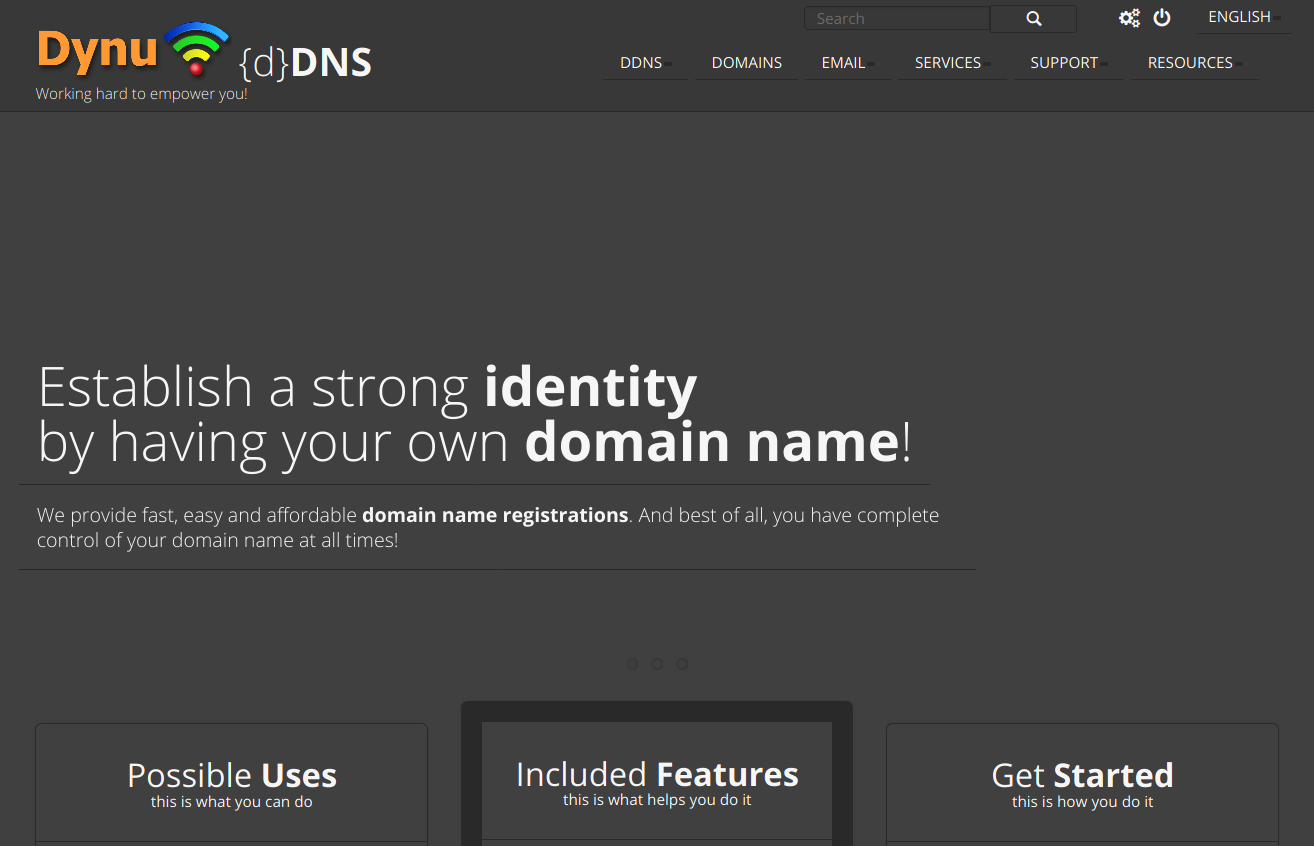 Dynu
{d}DNS
Working hard to empower you!
Search
ENGLISH
DDNS
DOMAINS
EMAIL
SERVICES
SUPPORT
RESOURCES
Establish a strong identity
by having your own domain name!
We provide fast, easy and affordable domain name registrations. And best of all, you have complete
control of your domain name at all times!
Possible Uses
this is what you can do
Included Features
this is what helps you do it
Get Started
this is how you do it